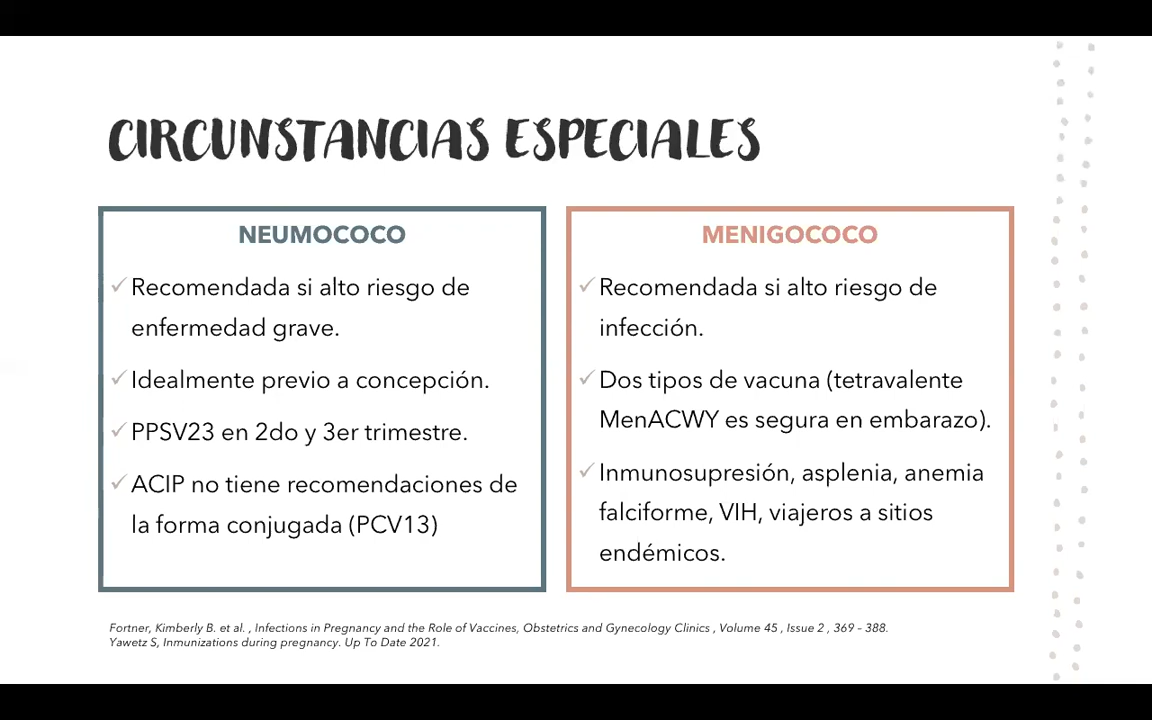 CIRCUNSTANCIAS ESPECIALES
NEUMOCOCO
✓Recomendada si alto riesgo de
enfermedad grave.
✓Idealmente previo a concepción.
✓PPSV23 en 2do y 3er trimestre.
✓ACIP no tiene recomendaciones de
la forma conjugada (PCV13)
MENIGOCOCO
✓Recomendada si alto riesgo de
infección.
✓Dos tipos de vacuna (tetravalente
MenACWY es segura en embarazo).
✓Inmunosupresión, asplenia, anemia
falciforme, VIH, viajeros a sitios
endémicos.
Fortner, Kimberly B. et al. , Infections in Pregnancy and the Role of Vaccines, Obstetrics and Gynecology Clinics , Volume 45 , Issue 2 , 369 – 388.
Yawetz S, Inmunizations during pregnancy. Up To Date 2021.